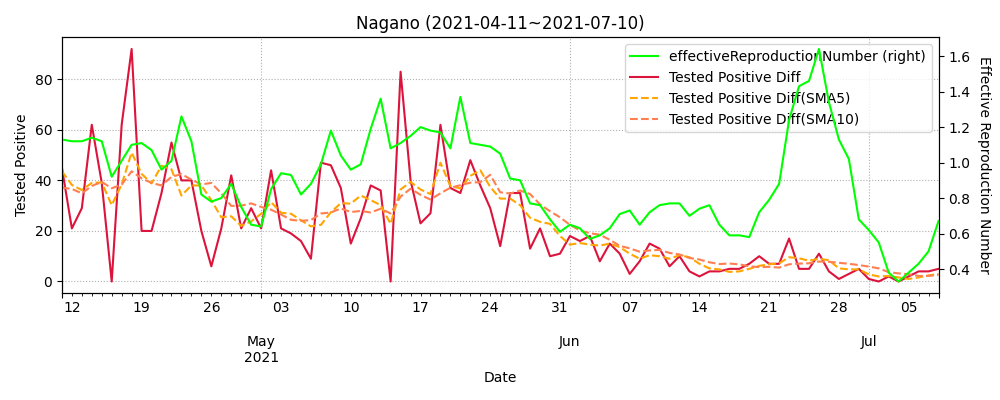 Nagano (2021-04-11~2021-07-10)
effectiveReproductionNumber (right)
Tested Positive Diff
Tested Positive Diff(SMA5)
Tested Positive Diff(SMA10)
Tested Positive
80
60
40
20
0
1.6
1.4
1.2
1.0
0.8
0.6
0.4
Effective Reproduction Number
12 19 26 03 10 17 24 31 07 14 21 28 05
May Jun Jul
2021
Date